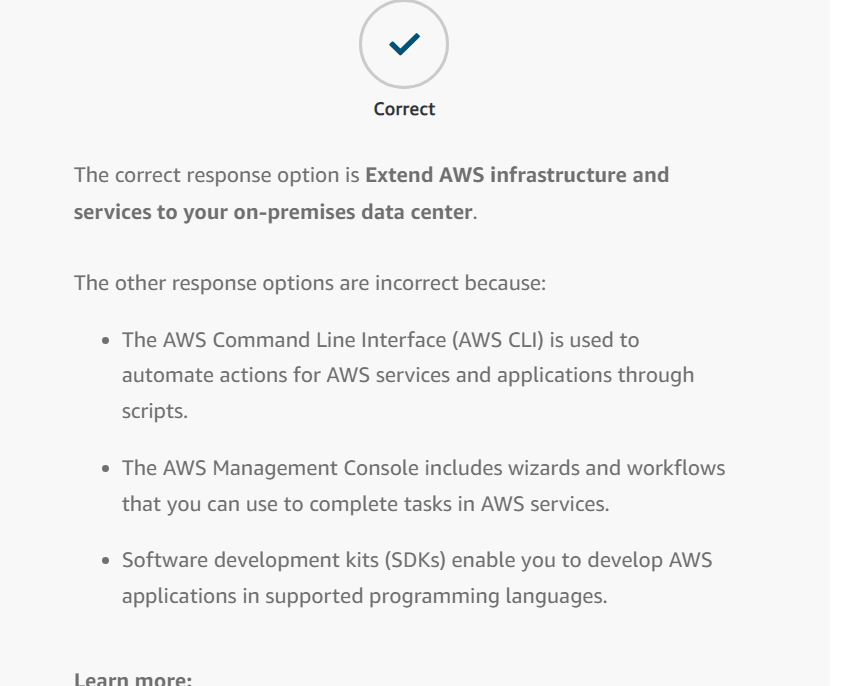 Correct
The correct response option is Extend AWS infrastructure and
services to your on-premises data center.
The other response options are incorrect because:
• The AWS Command Line Interface (AWS CLI) is used to
automate actions for AWS services and applications through
scripts.
• The AWS Management Console includes wizards and workflows
that you can use to complete tasks in AWS services.
• Software development kits (SDKs) enable you to develop AWS
applications in supported programming languages.
Learn more: